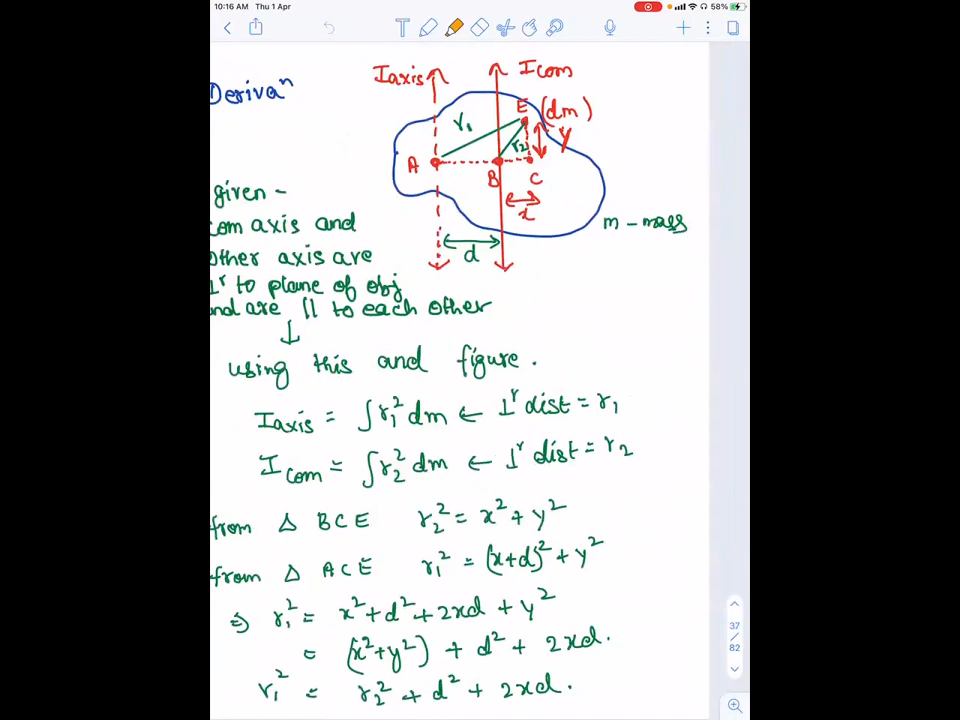 10:16 AM Thu 1 Apr
58%
Derivaⁿ
Iaxis
Icom
E (dm)
r₁
r₂
y
A
B
C
x
d
m - mass
given -
com axis and
other axis are
⊥ʳ to plane of obj
and are || to each other
↓
using this and figure.
Iaxis = ∫r₁² dm ← ⊥ʳ dist = r₁
Icom = ∫r₂² dm ← ⊥ʳ dist = r₂
from △ BCE r₂² = x² + y²
from △ ACE r₁² = (x+d)² + y²
⇒ r₁² = x² + d² + 2xd + y²
= (x²+y²) + d² + 2xd.
r₁² = r₂² + d² + 2xd.
37
/
82